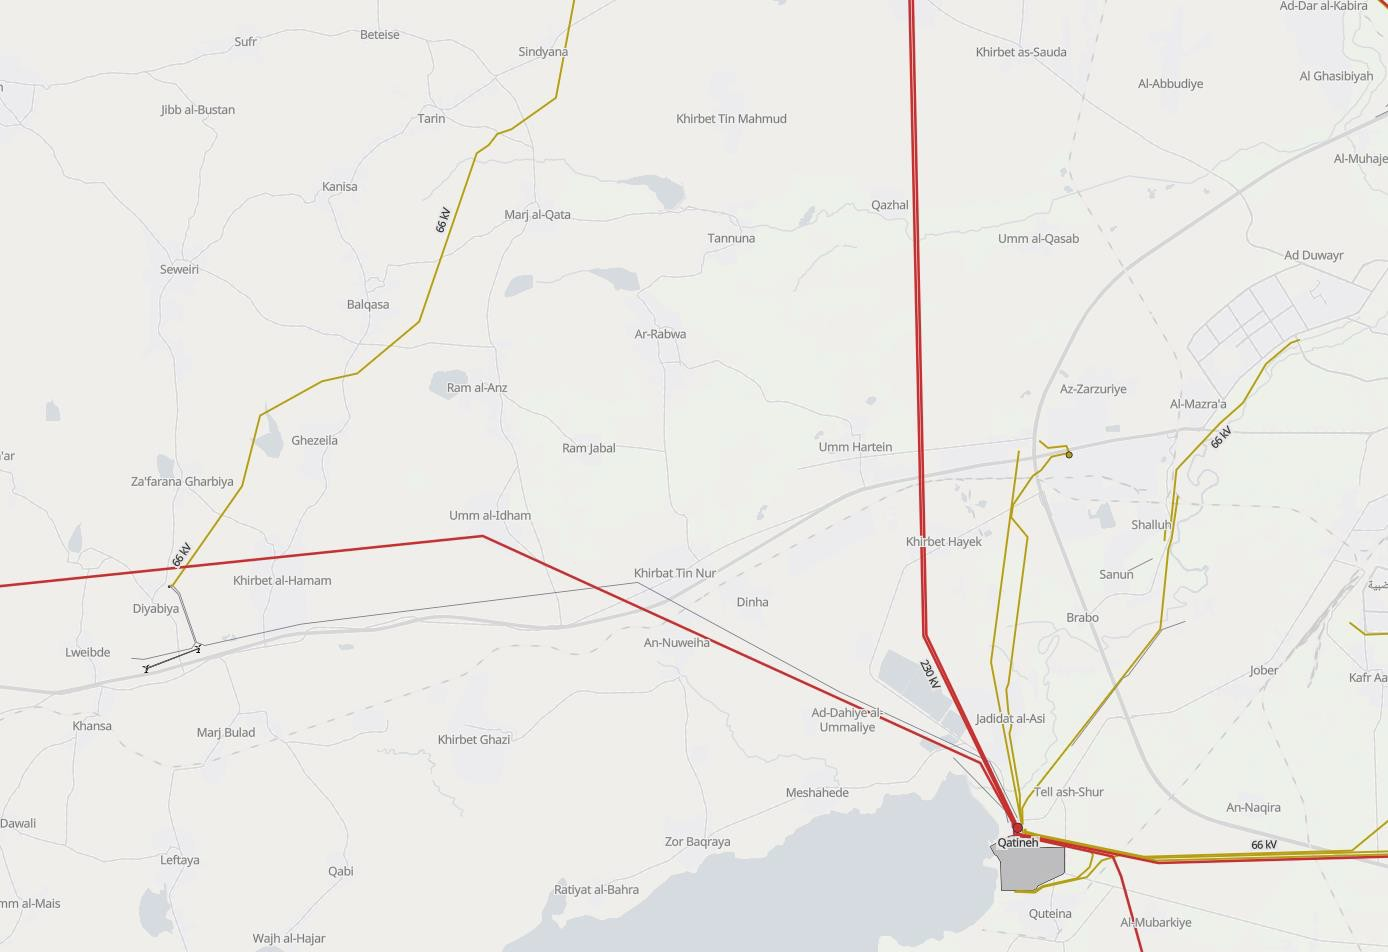 Ad-Dar al-Kabira
Beteise
Sufr
Sindyana
Khirbet as-Sauda
Al Ghasibiyah
Al-Abbudiye
Jibb al-Bustan
Tarin
Khirbet Tin Mahmud
Al-Muhaje
Kanisa
Qazhal
Marj al-Qata
66 kV
Tannuna
Umm al-Qasab
Ad Duwayr
Seweiri
Balqasa
Ar-Rabwa
Ram al-Anz
Az-Zarzuriye
Al-Mazra'a
66 kV
Ghezeila
Ram Jabal
Umm Hartein
'ar
Za'farana Gharbiya
Umm al-Idham
Shalluh
Khirbet Hayek
66 kV
Khirbat Tin Nur
Sanun
Khirbet al-Hamam
ضبية
Dinha
Diyabiya
Brabo
An-Nuweiha
Lweibde
230 kV
Jober
Kafr Aa
Ad-Dahiye al-
Ummaliye
Jadidat al-Asi
Khansa
Marj Bulad
Khirbet Ghazi
Meshahede
Tell ash-Shur
An-Naqira
Dawali
Zor Baqraya
Qatineh
66 kV
Leftaya
Qabi
Ratiyat al-Bahra
mm al-Mais
Quteina
Al-Mubarkiye
Wajh al-Hajar